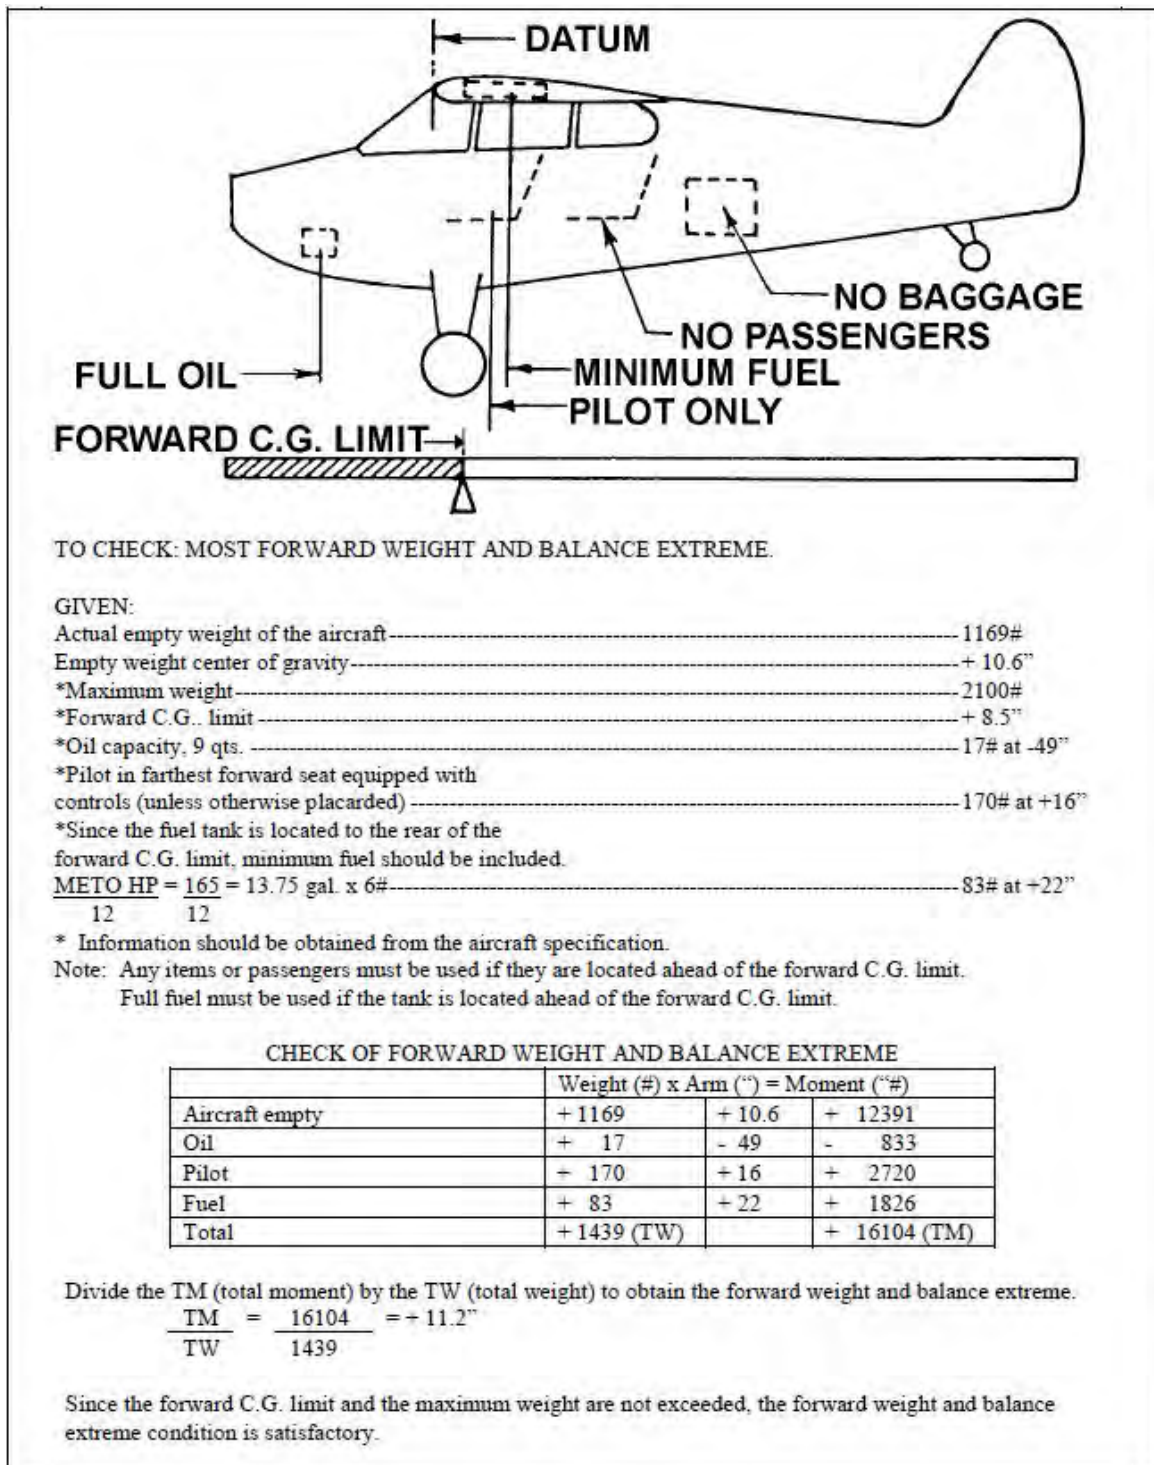 DATUM
NO BAGGAGE
NO PASSENGERS
FULL OIL
MINIMUM FUEL
PILOT ONLY
FORWARD C.G. LIMIT
TO CHECK: MOST FORWARD WEIGHT AND BALANCE EXTREME.
GIVEN:
Actual empty weight of the aircraft------------------------------------------------------------1169#
Empty weight center of gravity----------------------------------------------------------------+ 10.6”
*Maximum weight-----------------------------------------------------------------------------2100#
*Forward C.G.. limit --------------------------------------------------------------------------+ 8.5”
*Oil capacity, 9 qts. ---------------------------------------------------------------------------17# at -49”
*Pilot in farthest forward seat equipped with
controls (unless otherwise placarded) ----------------------------------------------------------170# at +16”
*Since the fuel tank is located to the rear of the
forward C.G. limit, minimum fuel should be included.
METO HP = 165 = 13.75 gal. x 6#------------------------------------------------------------83# at +22”
12 12
* Information should be obtained from the aircraft specification.
Note: Any items or passengers must be used if they are located ahead of the forward C.G. limit.
Full fuel must be used if the tank is located ahead of the forward C.G. limit.
CHECK OF FORWARD WEIGHT AND BALANCE EXTREME
Weight (#) x Arm (“) = Moment (“#)
Aircraft empty + 1169 + 10.6 + 12391
Oil + 17 - 49 - 833
Pilot + 170 + 16 + 2720
Fuel + 83 + 22 + 1826
Total + 1439 (TW) + 16104 (TM)
Divide the TM (total moment) by the TW (total weight) to obtain the forward weight and balance extreme.
TM = 16104 = + 11.2”
TW 1439
Since the forward C.G. limit and the maximum weight are not exceeded, the forward weight and balance
extreme condition is satisfactory.